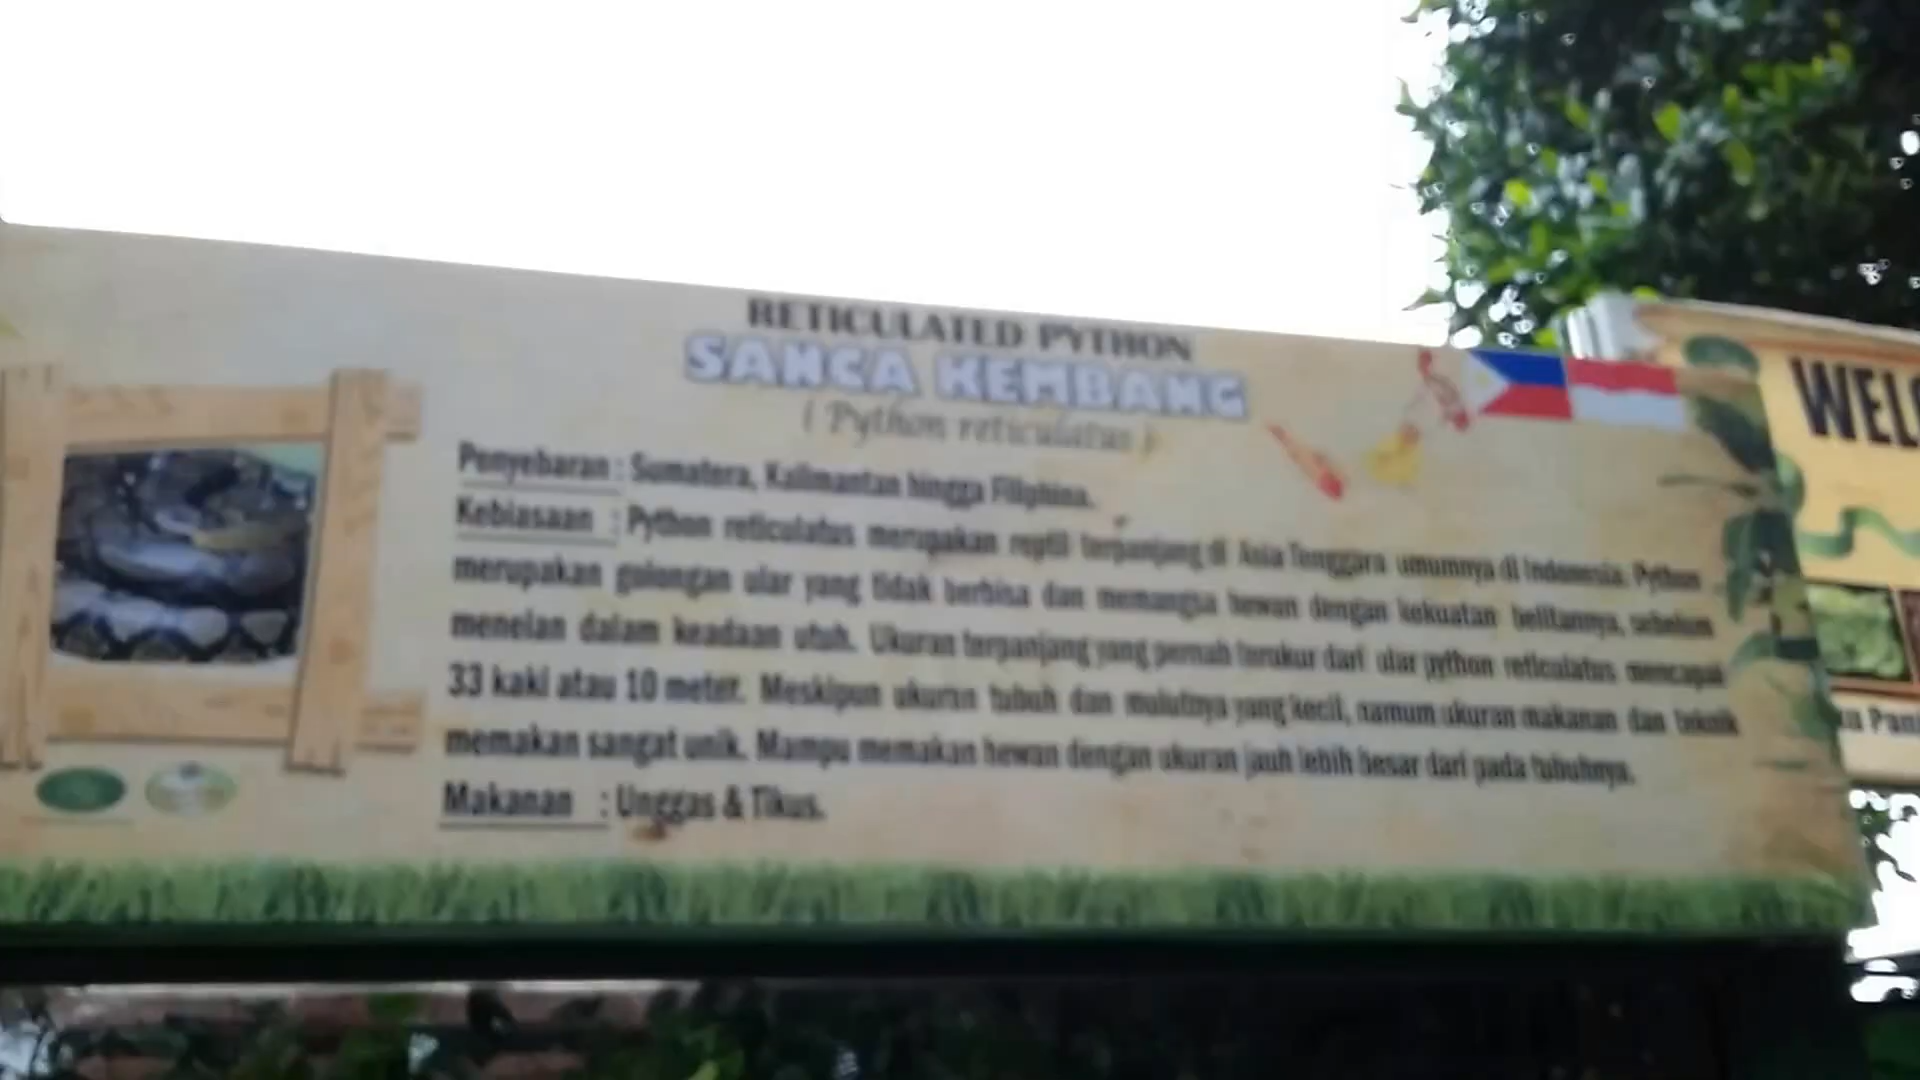 RETICULATED PYTHON
SANCA KEMBANG
( Python reticulatus )
Penyebaran : Sumatera, Kalimantan hingga Filiphina.
Kebiasaan : Python reticulatus merupakan reptil terpanjang di Asia Tenggara umumnya di Indonesia. Python
merupakan golongan ular yang tidak berbisa dan memangsa hewan dengan kekuatan belitannya, sebelum
menelan dalam keadaan utuh. Ukuran terpanjang yang pernah terukur dari ular python reticulatus mencapai
33 kaki atau 10 meter. Meskipun ukuran tubuh dan mulutnya yang kecil, namum ukuran makanan dan teknik
memakan sangat unik. Mampu memakan hewan dengan ukuran jauh lebih besar dari pada tubuhnya.
Makanan : Unggas & Tikus.
WELC